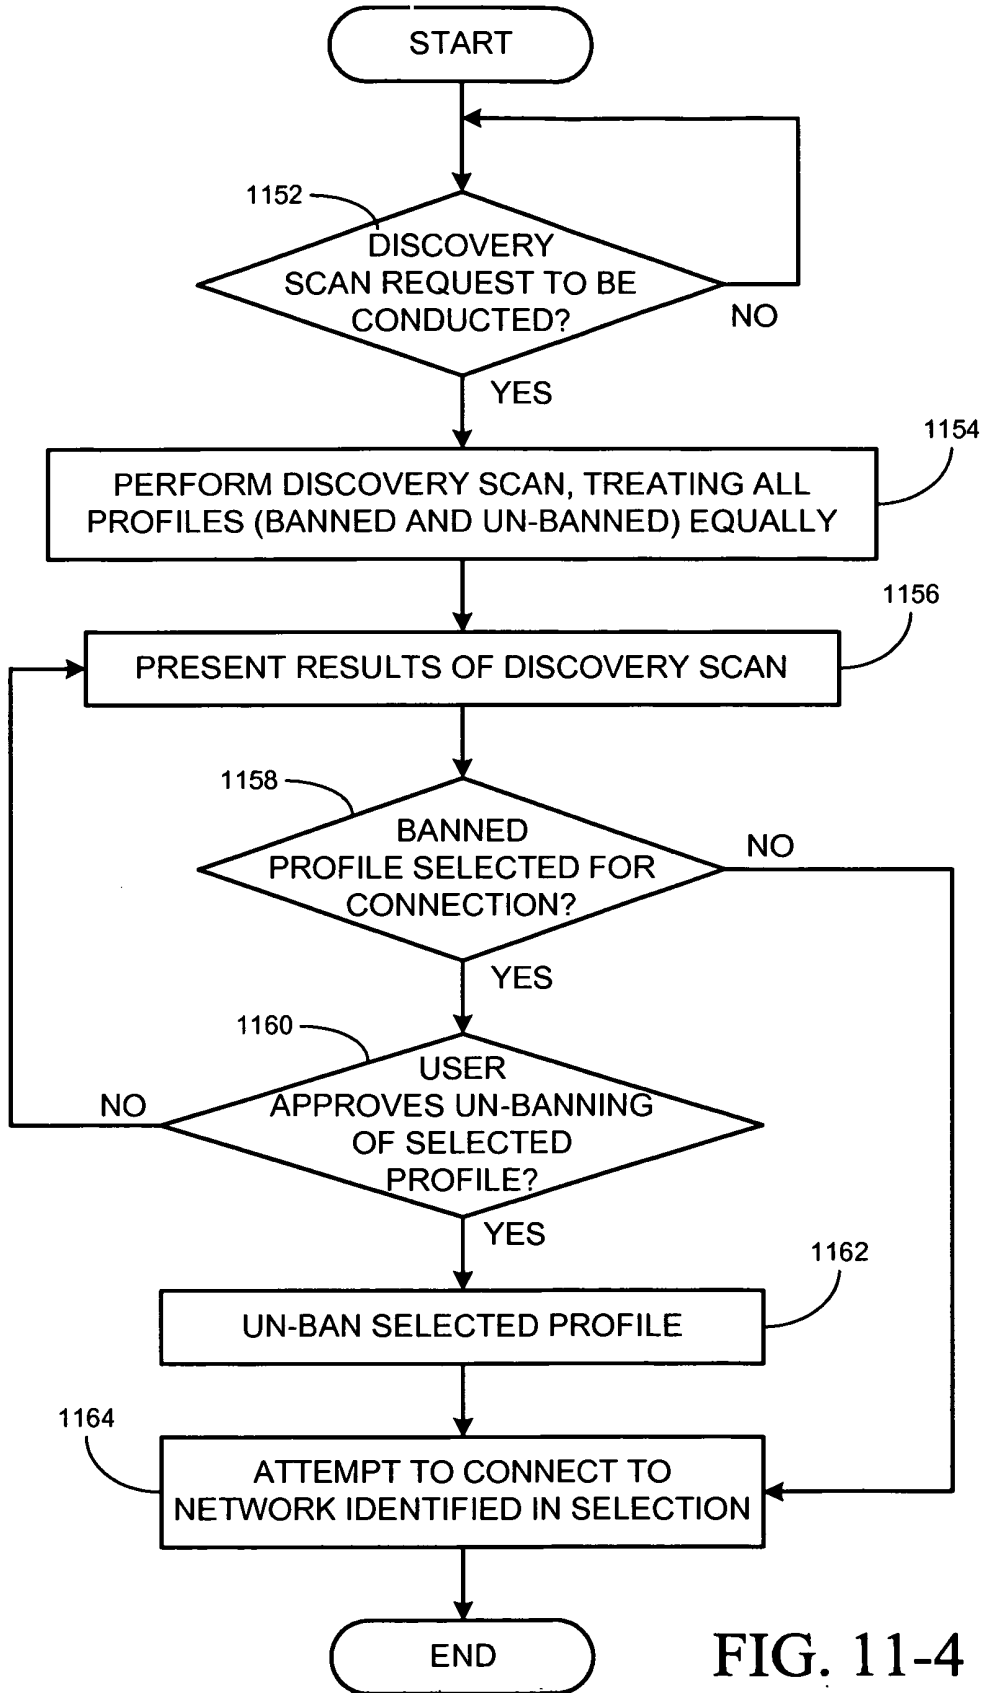 START
1152
DISCOVERY
SCAN REQUEST TO BE
CONDUCTED?
NO
YES
1154
PERFORM DISCOVERY SCAN, TREATING ALL
PROFILES (BANNED AND UN-BANNED) EQUALLY
1156
PRESENT RESULTS OF DISCOVERY SCAN
1158
BANNED
PROFILE SELECTED FOR
CONNECTION?
NO
YES
1160
USER
APPROVES UN-BANNING
OF SELECTED
PROFILE?
NO
YES
1162
UN-BAN SELECTED PROFILE
1164
ATTEMPT TO CONNECT TO
NETWORK IDENTIFIED IN SELECTION
END
FIG. 11-4